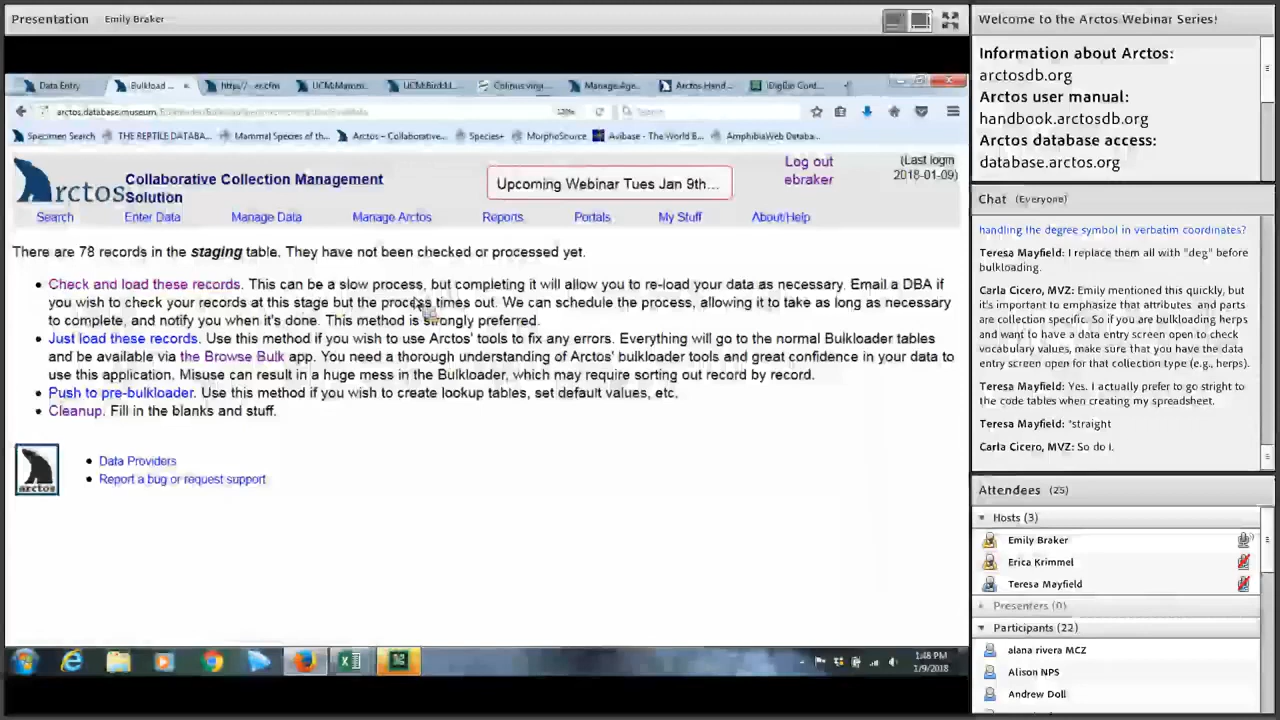 Presentation Emily Braker
Data Entry
Bulkload ...
UCM:Mammi...
UCM:Bird:U...
Colinus virgi...
Manage Age...
Arctos Hand...
iDigBio Cont...
arctos.database.museum
120%
Search
Specimen Search
THE REPTILE DATABA...
Mammal Species of th...
Arctos - Collaborative...
Species+
MorphoSource
Avibase - The World B...
AmphibiaWeb Databa...
arctos
Collaborative Collection Management
Solution
Upcoming Webinar Tues Jan 9th...
Log out
ebraker
(Last login
2018-01-09)
Search Enter Data Manage Data Manage Arctos Reports Portals My Stuff About/Help
There are 78 records in the staging table. They have not been checked or processed yet.
Check and load these records. This can be a slow process, but completing it will allow you to re-load your data as necessary. Email a DBA if
you wish to check your records at this stage but the process times out. We can schedule the process, allowing it to take as long as necessary
to complete, and notify you when it's done. This method is strongly preferred.
Just load these records. Use this method if you wish to use Arctos' tools to fix any errors. Everything will go to the normal Bulkloader tables
and be available via the Browse Bulk app. You need a thorough understanding of Arctos' bulkloader tools and great confidence in your data to
use this application. Misuse can result in a huge mess in the Bulkloader, which may require sorting out record by record.
Push to pre-bulkloader. Use this method if you wish to create lookup tables, set default values, etc.
Cleanup. Fill in the blanks and stuff.
arctos
Data Providers
Report a bug or request support
1:48 PM
1/9/2018
Welcome to the Arctos Webinar Series!
Information about Arctos:
arctosdb.org
Arctos user manual:
handbook.arctosdb.org
Arctos database access:
database.arctos.org
Chat (Everyone)
handling the degree symbol in verbatim coordinates?
Teresa Mayfield: I replace them all with "deg" before
bulkloading.
Carla Cicero, MVZ: Emily mentioned this quickly, but
it's important to emphasize that attributes and parts
are collection specific. So if you are bulkloading herps
and want to have a data entry screen open to check
vocabulary values, make sure that you have the data
entry screen open for that collection type (e.g., herps).
Teresa Mayfield: Yes. I actually prefer to go stright to
the code tables when creating my spreadsheet.
Teresa Mayfield: *straight
Carla Cicero, MVZ: So do i.
Attendees (25)
Hosts (3)
Emily Braker
Erica Krimmel
Teresa Mayfield
Presenters (0)
Participants (22)
alana rivera MCZ
Alison NPS
Andrew Doll